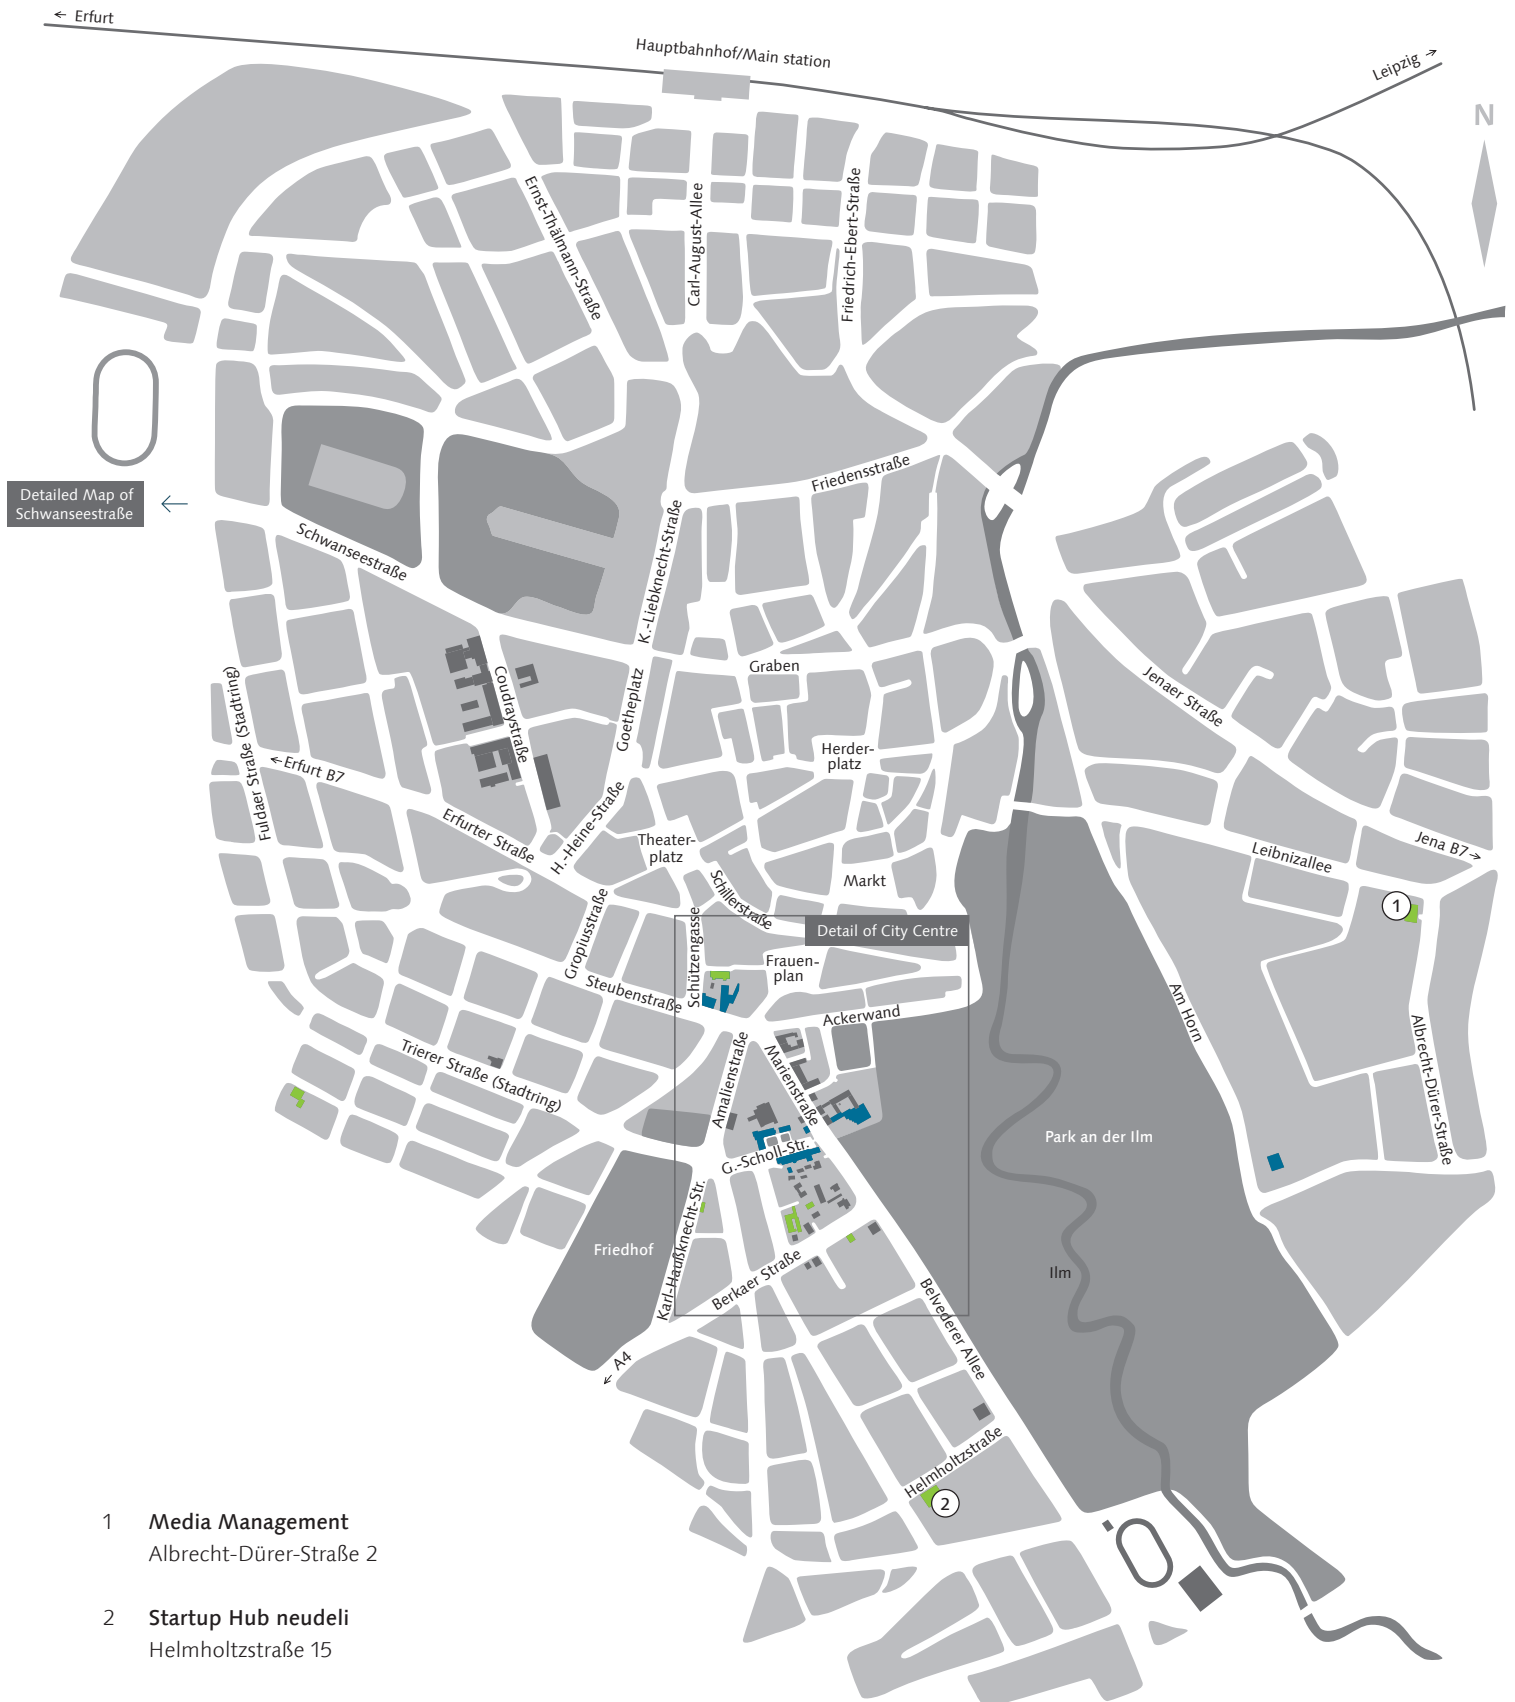 ← Erfurt
Hauptbahnhof/Main station
Leipzig →
N
Ernst-Thälmann-Straße
Carl-August-Allee
Friedrich-Ebert-Straße
Friedensstraße
Detailed Map of
Schwanseestraße
←
Schwanseestraße
K.-Liebknecht-Straße
Graben
Coudraystraße
Goetheplatz
Jenaer Straße
Fuldaer Straße (Stadtring)
← Erfurt B7
Herder-
platz
Erfurter Straße
H.-Heine-Straße
Theater-
platz
Schillerstraße
Markt
Leibnizallee
Jena B7 →
1
Gropiusstraße
Schützengasse
Detail of City Centre
Frauen-
plan
Steubenstraße
Ackerwand
Am Horn
Albrecht-Dürer-Straße
Trierer Straße (Stadtring)
Amalienstraße
Marienstraße
Park an der Ilm
G.-Scholl-Str.
Friedhof
Karl-Haußknecht-Str.
Berkaer Straße
Ilm
Belvederer Allee
← A4
Helmholtzstraße
2
1 Media Management
Albrecht-Dürer-Straße 2
2 Startup Hub neudeli
Helmholtzstraße 15